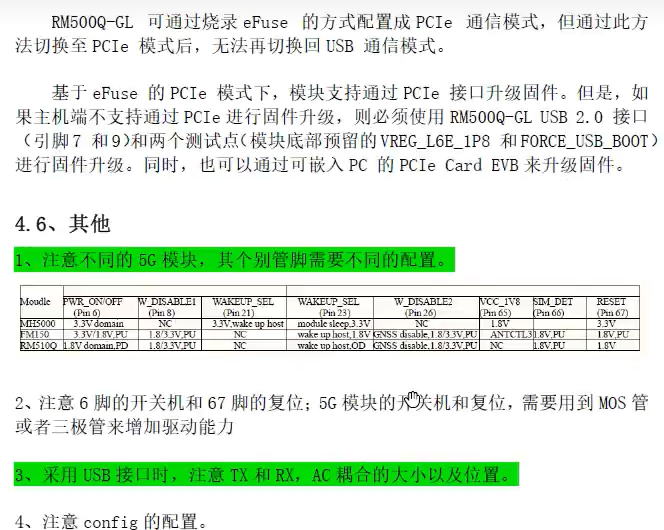 RM500Q-GL 可通过烧录 eFuse 的方式配置成 PCIe 通信模式，但通过此方
法切换至 PCIe 模式后，无法再切换回 USB 通信模式。
基于 eFuse 的 PCIe 模式下，模块支持通过 PCIe 接口升级固件。但是，如
果主机端不支持通过 PCIe 进行固件升级，则必须使用 RM500Q-GL USB 2.0 接口
（引脚 7 和 9）和两个测试点（模块底部预留的 VREG_L6E_1P8 和 FORCE_USB_BOOT）
进行固件升级。同时，也可以通过可嵌入 PC 的 PCIe Card EVB 来升级固件。
4.6、其他
1、注意不同的 5G 模块，其个别管脚需要不同的配置。
Moudle PWR_ON/OFF W_DISABLE1 WAKEUP_SEL WAKEUP_SEL W_DISABLE2 VCC_1V8 SIM_DET RESET
(Pin 6) (Pin 8) (Pin 21) (Pin 23) (Pin 26) (Pin 65) (Pin 66) (Pin 67)
MH5000 3.3V domain NC 3.3V,wake up host module sleep,3.3V NC 1.8V 3.3V
FM150 3.3V/1.8V,PU 1.8/3.3V,PU NC wake up host,1.8V GNSS disable,1.8/3.3V,PU ANTCTL3 1.8V,PU 1.8V,PU
RM510Q 1.8V domain,PD 1.8/3.3V,PU NC wake up host,OD GNSS disable,1.8/3.3V,PU NC 1.8V,PU 1.8V
2、注意 6 脚的开关机和 67 脚的复位；5G 模块的开关机和复位，需要用到 MOS 管
或者三极管来增加驱动能力
3、采用 USB 接口时，注意 TX 和 RX，AC 耦合的大小以及位置。
4、注意 config 的配置。